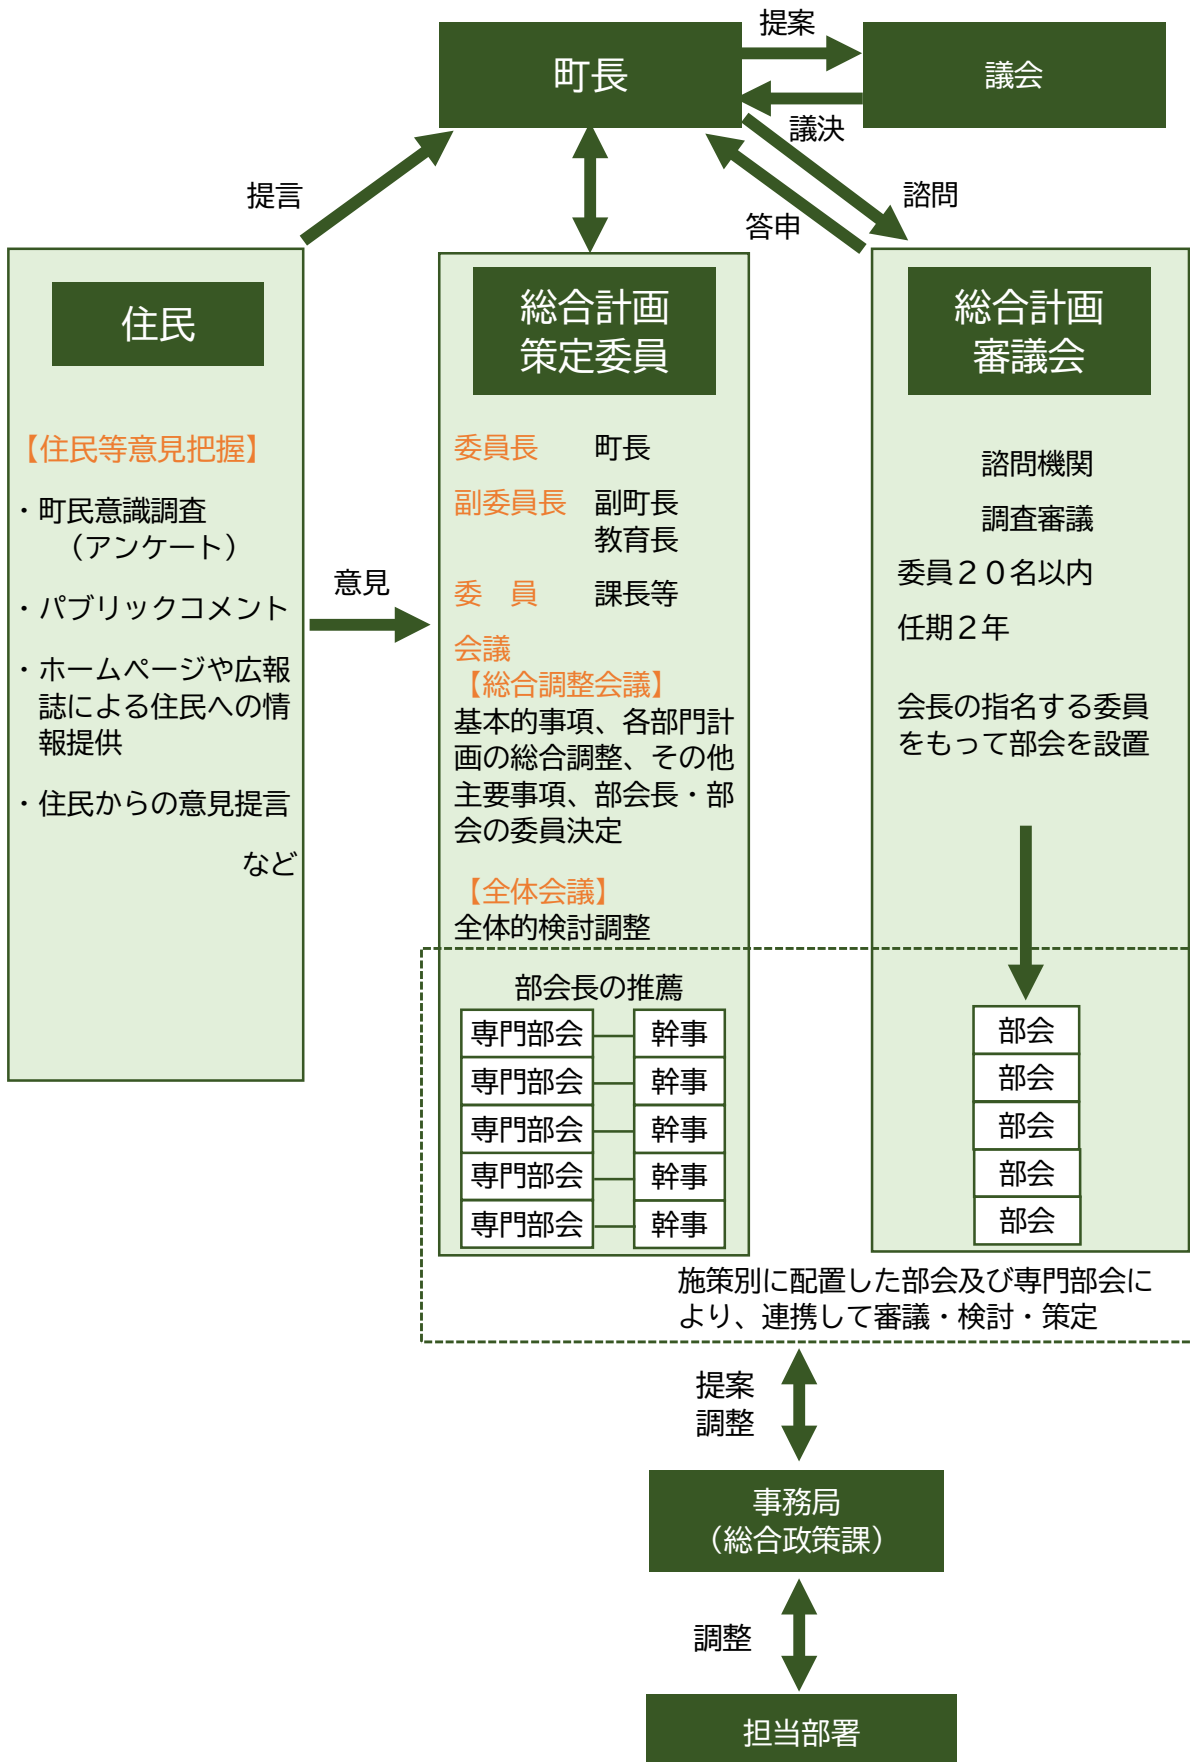 提案
町長
議会
議決
提言
諮問
答申
住民
【住民等意見把握】
・町民意識調査
（アンケート）
・パブリックコメント
・ホームページや広報
誌による住民への情
報提供
・住民からの意見提言
など
意見
総合計画
策定委員
委員長　　町長
副委員長　副町長
教育長
委　員　　課長等
会議
【総合調整会議】
基本的事項、各部門計
画の総合調整、その他
主要事項、部会長・部
会の委員決定
【全体会議】
全体的検討調整
部会長の推薦
専門部会　幹事
専門部会　幹事
専門部会　幹事
専門部会　幹事
専門部会　幹事
総合計画
審議会
諮問機関
調査審議
委員２０名以内
任期２年
会長の指名する委員
をもって部会を設置
部会
部会
部会
部会
部会
施策別に配置した部会及び専門部会に
より、連携して審議・検討・策定
提案
調整
事務局
（総合政策課）
調整
担当部署